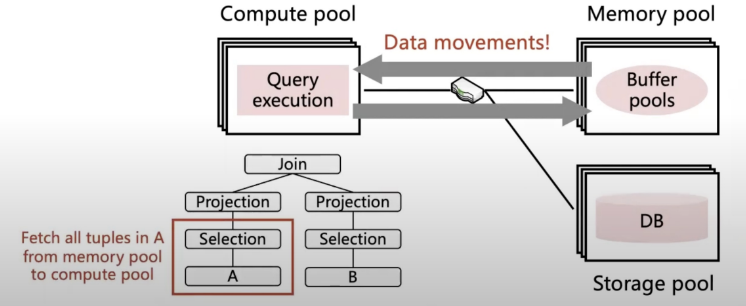 Compute pool
Memory pool
Data movements!
Query
execution
Buffer
pools
Join
Projection
Projection
Fetch all tuples in A
from memory pool
to compute pool
Selection
Selection
A
B
DB
Storage pool